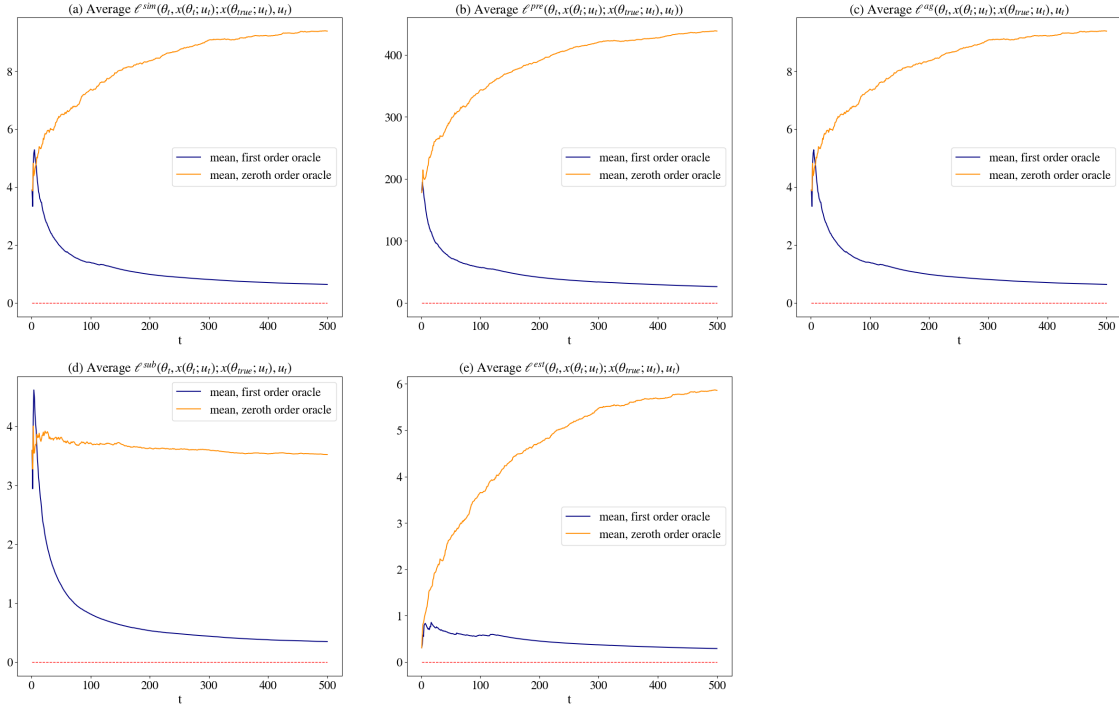 (a) Average ℓ^sim(θ_t, x(θ_t; u_t); x(θ_true; u_t), u_t)
8
6
4
2
0
mean, first order oracle
mean, zeroth order oracle
0 100 200 300 400 500
t
(b) Average ℓ^pre(θ_t, x(θ_t; u_t); x(θ_true; u_t), u_t))
400
300
200
100
0
mean, first order oracle
mean, zeroth order oracle
0 100 200 300 400 500
t
(c) Average ℓ^ag(θ_t, x(θ_t; u_t); x(θ_true; u_t), u_t)
8
6
4
2
0
mean, first order oracle
mean, zeroth order oracle
0 100 200 300 400 500
t
(d) Average ℓ^sub(θ_t, x(θ_t; u_t); x(θ_true; u_t), u_t)
4
3
2
1
0
mean, first order oracle
mean, zeroth order oracle
0 100 200 300 400 500
t
(e) Average ℓ^est(θ_t, x(θ_t; u_t); x(θ_true; u_t), u_t)
6
5
4
3
2
1
0
mean, first order oracle
mean, zeroth order oracle
0 100 200 300 400 500
t